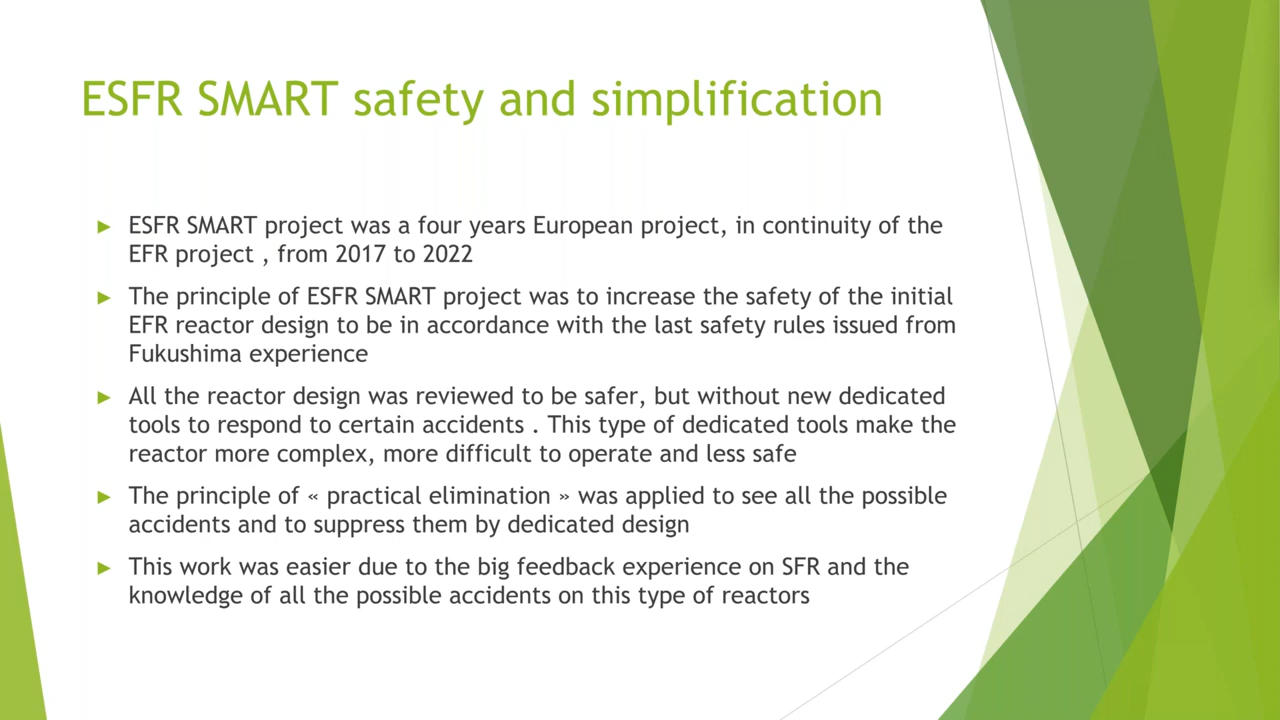 ESFR SMART safety and simplification
ESFR SMART project was a four years European project, in continuity of the
EFR project , from 2017 to 2022
The principle of ESFR SMART project was to increase the safety of the initial
EFR reactor design to be in accordance with the last safety rules issued from
Fukushima experience
All the reactor design was reviewed to be safer, but without new dedicated
tools to respond to certain accidents . This type of dedicated tools make the
reactor more complex, more difficult to operate and less safe
The principle of « practical elimination » was applied to see all the possible
accidents and to suppress them by dedicated design
This work was easier due to the big feedback experience on SFR and the
knowledge of all the possible accidents on this type of reactors